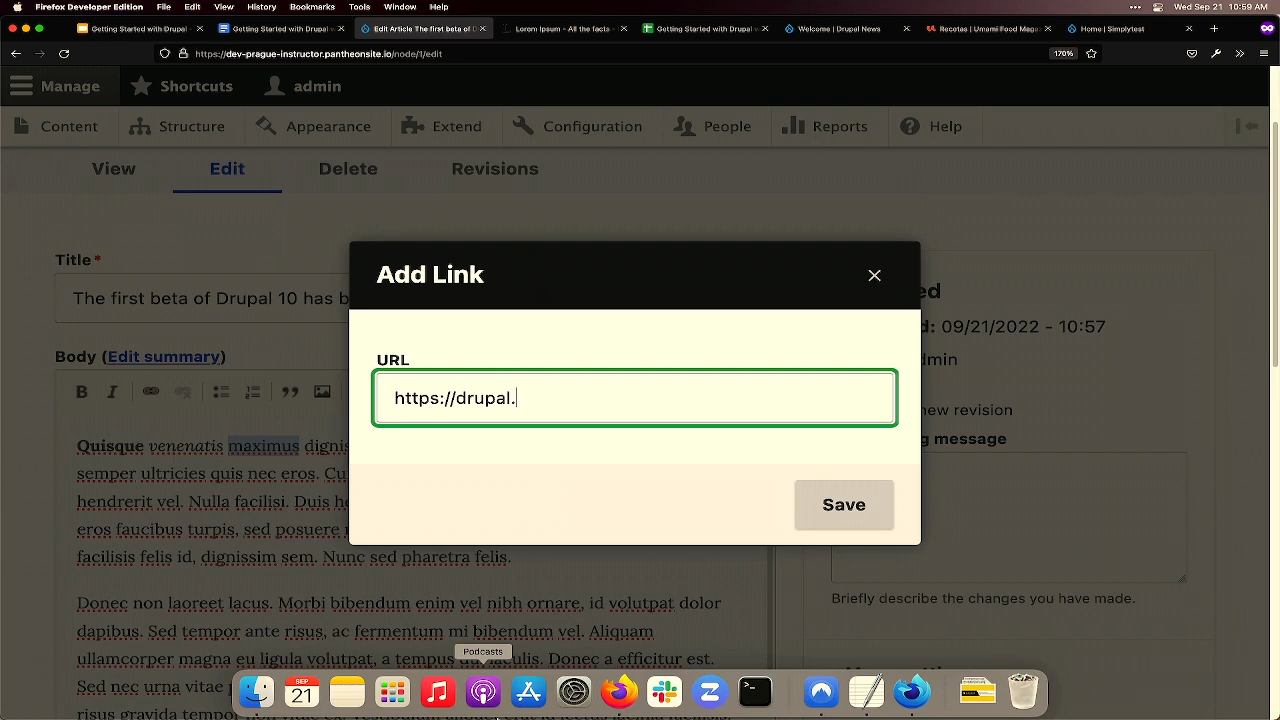 Firefox Developer Edition File Edit View History Bookmarks Tools Window Help Wed Sep 21 10:59 AM
Getting Started with Drupal - Getting Started with Drupal w Edit Article The first beta of D Lorem Ipsum - All the facts - Getting Started with Drupal w Welcome | Drupal News Recetas | Umami Food Maga Home | Simplytest
https://dev-prague-instructor.pantheonsite.io/node/1/edit 170%
Manage Shortcuts admin
Content Structure Appearance Extend Configuration People Reports Help
View Edit Delete Revisions
Title*
The first beta of Drupal 10 has b
Body (Edit summary)
B I
Quisque venenatis maximus dignis
semper ultricies quis nec eros. Cu
hendrerit vel. Nulla facilisi. Duis he
eros faucibus turpis, sed posuere
facilisis felis id, dignissim sem. Nunc sed pharetra felis.
Donec non laoreet lacus. Morbi bibendum enim vel nibh ornare, id volutpat dolor
dapibus. Sed tempor ante risus, ac fermentum mi bibendum vel. Aliquam
ullamcorper magna eu ligula volutpat, a tempus iaculis. Donec a efficitur est.
Sed nec urna vitae
risus gravida tempor
Add Link
URL
https://drupal.
Save
ed
d: 09/21/2022 - 10:57
dmin
new revision
g message
Briefly describe the changes you have made.
Podcasts
SEP
21